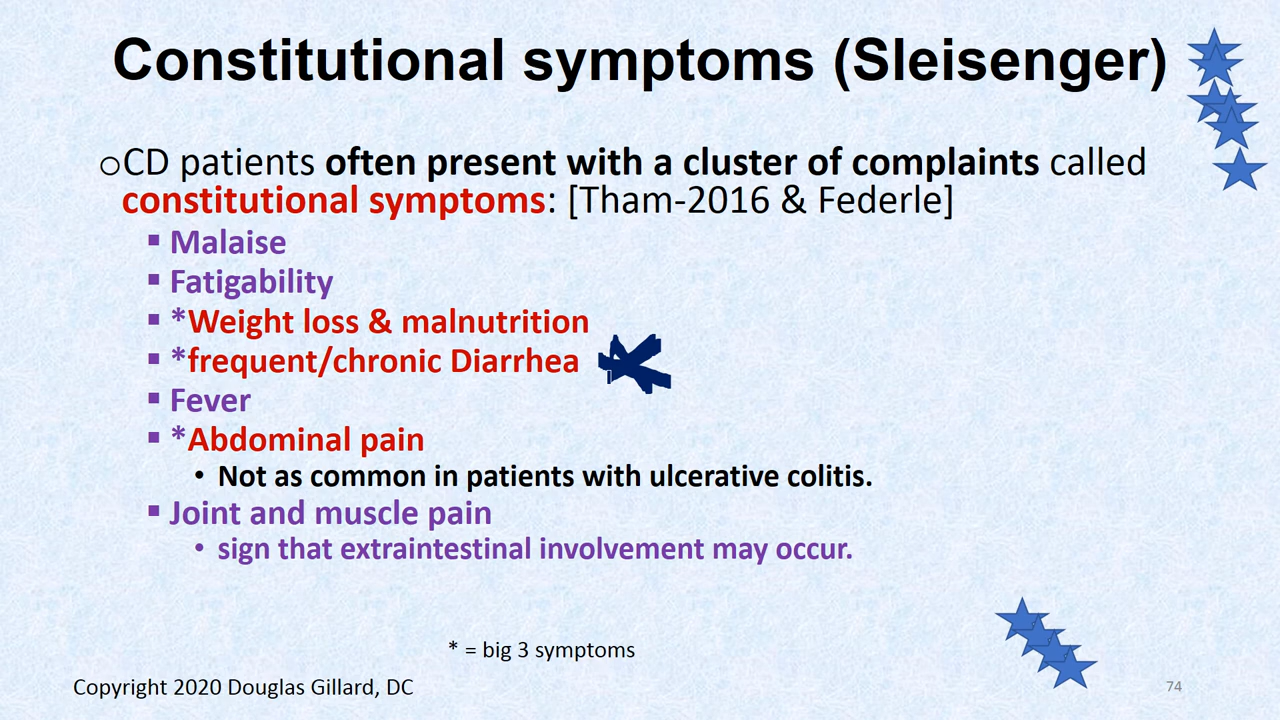 Constitutional symptoms (Sleisenger)
oCD patients often present with a cluster of complaints called
constitutional symptoms: [Tham-2016 & Federle]
▪ Malaise
▪ Fatigability
▪ *Weight loss & malnutrition
▪ *frequent/chronic Diarrhea
▪ Fever
▪ *Abdominal pain
• Not as common in patients with ulcerative colitis.
▪ Joint and muscle pain
• sign that extraintestinal involvement may occur.
* = big 3 symptoms
Copyright 2020 Douglas Gillard, DC
74